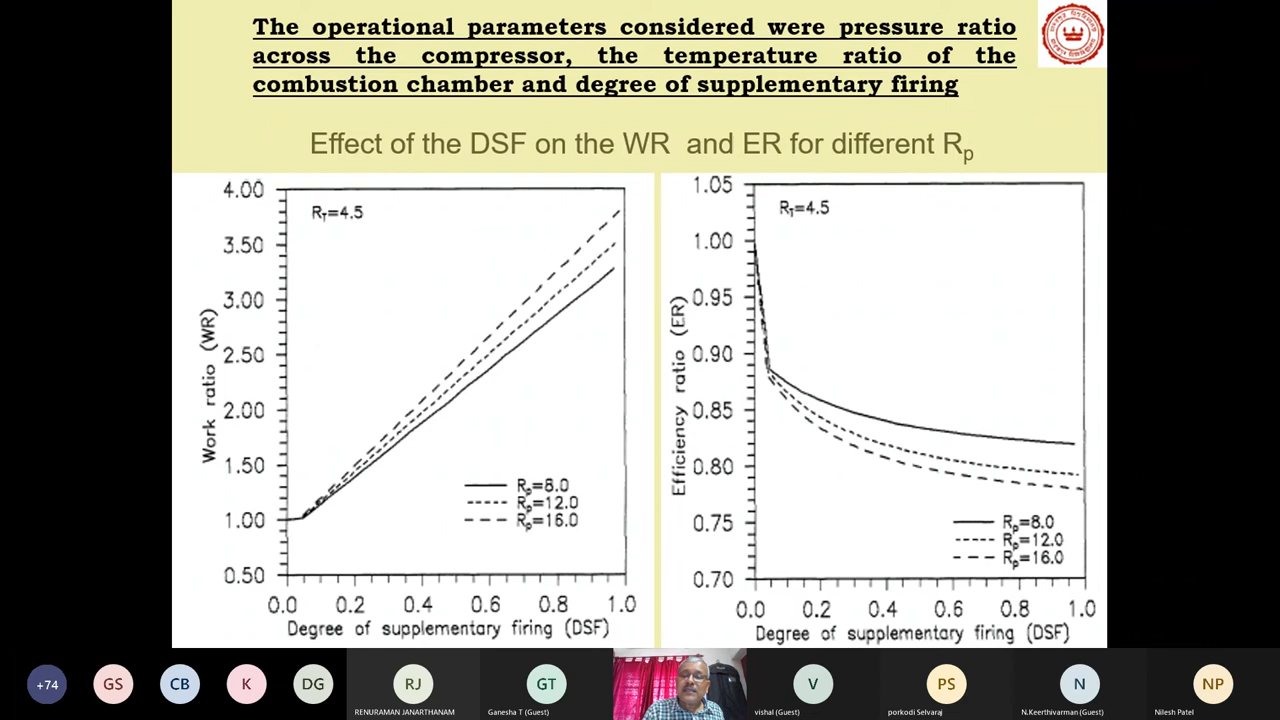 The operational parameters considered were pressure ratio
across the compressor, the temperature ratio of the
combustion chamber and degree of supplementary firing
Effect of the DSF on the WR and ER for different Rp
4.00
3.50
3.00
2.50
2.00
1.50
1.00
0.50
Work ratio (WR)
RT=4.5
Rp=8.0
Rp=12.0
Rp=16.0
0.0 0.2 0.4 0.6 0.8 1.0
Degree of supplementary firing (DSF)
1.05
1.00
0.95
0.90
0.85
0.80
0.75
0.70
Efficiency ratio (ER)
RT=4.5
Rp=8.0
Rp=12.0
Rp=16.0
0.0 0.2 0.4 0.6 0.8 1.0
Degree of supplementary firing (DSF)
+74 GS CB K DG RJ GT V PS N NP
RENURAMAN JANARTHANAM Ganesha T (Guest) vishal (Guest) porkodi Selvaraj N.Keerthivarman (Guest) Nilesh Patel